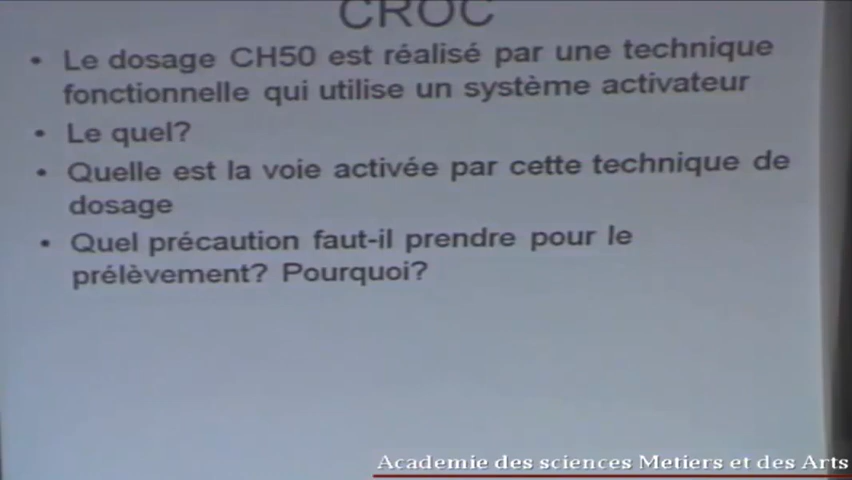 CROC
• Le dosage CH50 est réalisé par une technique
fonctionnelle qui utilise un système activateur
• Le quel?
• Quelle est la voie activée par cette technique de
dosage
• Quel précaution faut-il prendre pour le
prélèvement? Pourquoi?
Academie des sciences Metiers et des Arts